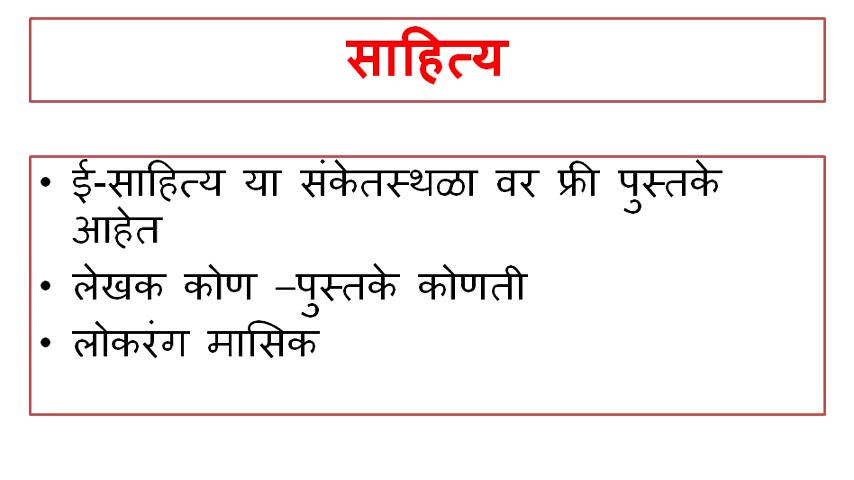 साहित्य
• ई-साहित्य या संकेतस्थळा वर फ्री पुस्तके
आहेत
• लेखक कोण –पुस्तके कोणती
• लोकरंग मासिक